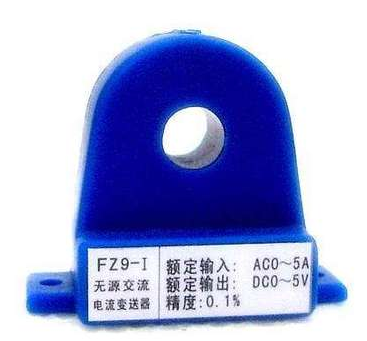 FZ9-I
无源交流
电流变送器
额定输入: AC0～5A
额定输出: DC0～5V
精度:0.1%